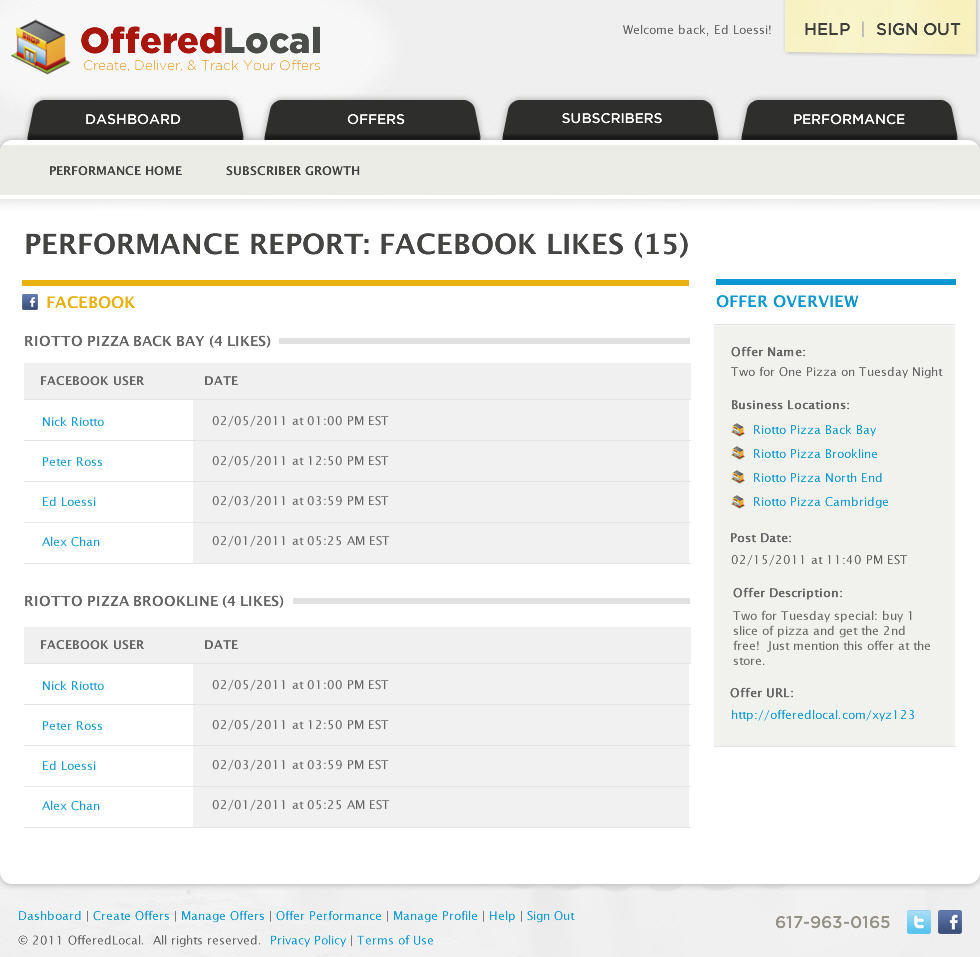 SHOP
OfferedLocal
Create, Deliver, & Track Your Offers
Welcome back, Ed Loessi!
HELP | SIGN OUT
DASHBOARD
OFFERS
SUBSCRIBERS
PERFORMANCE
PERFORMANCE HOME
SUBSCRIBER GROWTH
PERFORMANCE REPORT: FACEBOOK LIKES (15)
f FACEBOOK
RIOTTO PIZZA BACK BAY (4 LIKES)
FACEBOOK USER DATE
Nick Riotto 02/05/2011 at 01:00 PM EST
Peter Ross 02/05/2011 at 12:50 PM EST
Ed Loessi 02/03/2011 at 03:59 PM EST
Alex Chan 02/01/2011 at 05:25 AM EST
RIOTTO PIZZA BROOKLINE (4 LIKES)
FACEBOOK USER DATE
Nick Riotto 02/05/2011 at 01:00 PM EST
Peter Ross 02/05/2011 at 12:50 PM EST
Ed Loessi 02/03/2011 at 03:59 PM EST
Alex Chan 02/01/2011 at 05:25 AM EST
OFFER OVERVIEW
Offer Name:
Two for One Pizza on Tuesday Night
Business Locations:
Riotto Pizza Back Bay
Riotto Pizza Brookline
Riotto Pizza North End
Riotto Pizza Cambridge
Post Date:
02/15/2011 at 11:40 PM EST
Offer Description:
Two for Tuesday special: buy 1
slice of pizza and get the 2nd
free!  Just mention this offer at the
store.
Offer URL:
http://offeredlocal.com/xyz123
Dashboard | Create Offers | Manage Offers | Offer Performance | Manage Profile | Help | Sign Out
© 2011 OfferedLocal.  All rights reserved.  Privacy Policy | Terms of Use
617-963-0165 t f